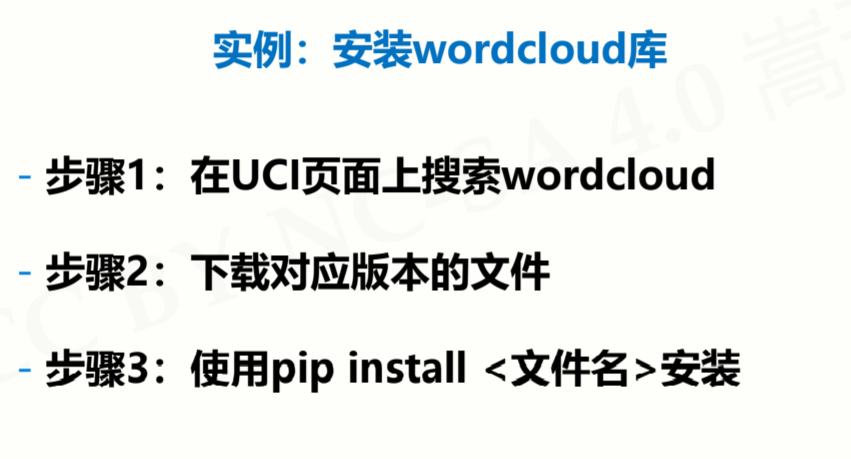 实例：安装wordcloud库
- 步骤1：在UCI页面上搜索wordcloud
- 步骤2：下载对应版本的文件
- 步骤3：使用pip install <文件名>安装
CC BY NC SA 4.0 嵩